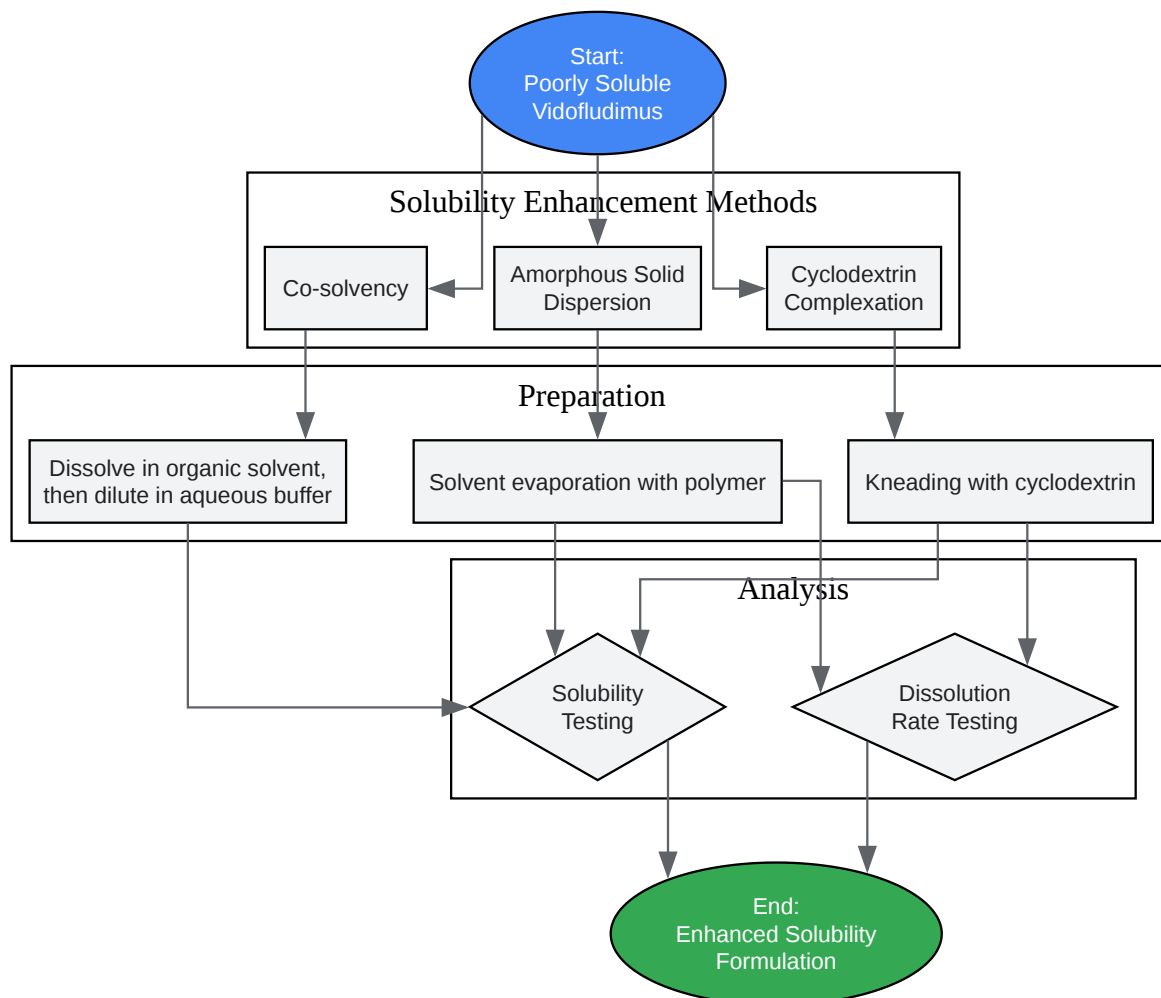 Start:
Poorly Soluble
Vidofludimus
Solubility Enhancement Methods
Co-solvency
Amorphous Solid
Dispersion
Cyclodextrin
Complexation
Preparation
Dissolve in organic solvent,
then dilute in aqueous buffer
Solvent evaporation with polymer
Kneading with cyclodextrin
Analysis
Solubility
Testing
Dissolution
Rate Testing
End:
Enhanced Solubility
Formulation